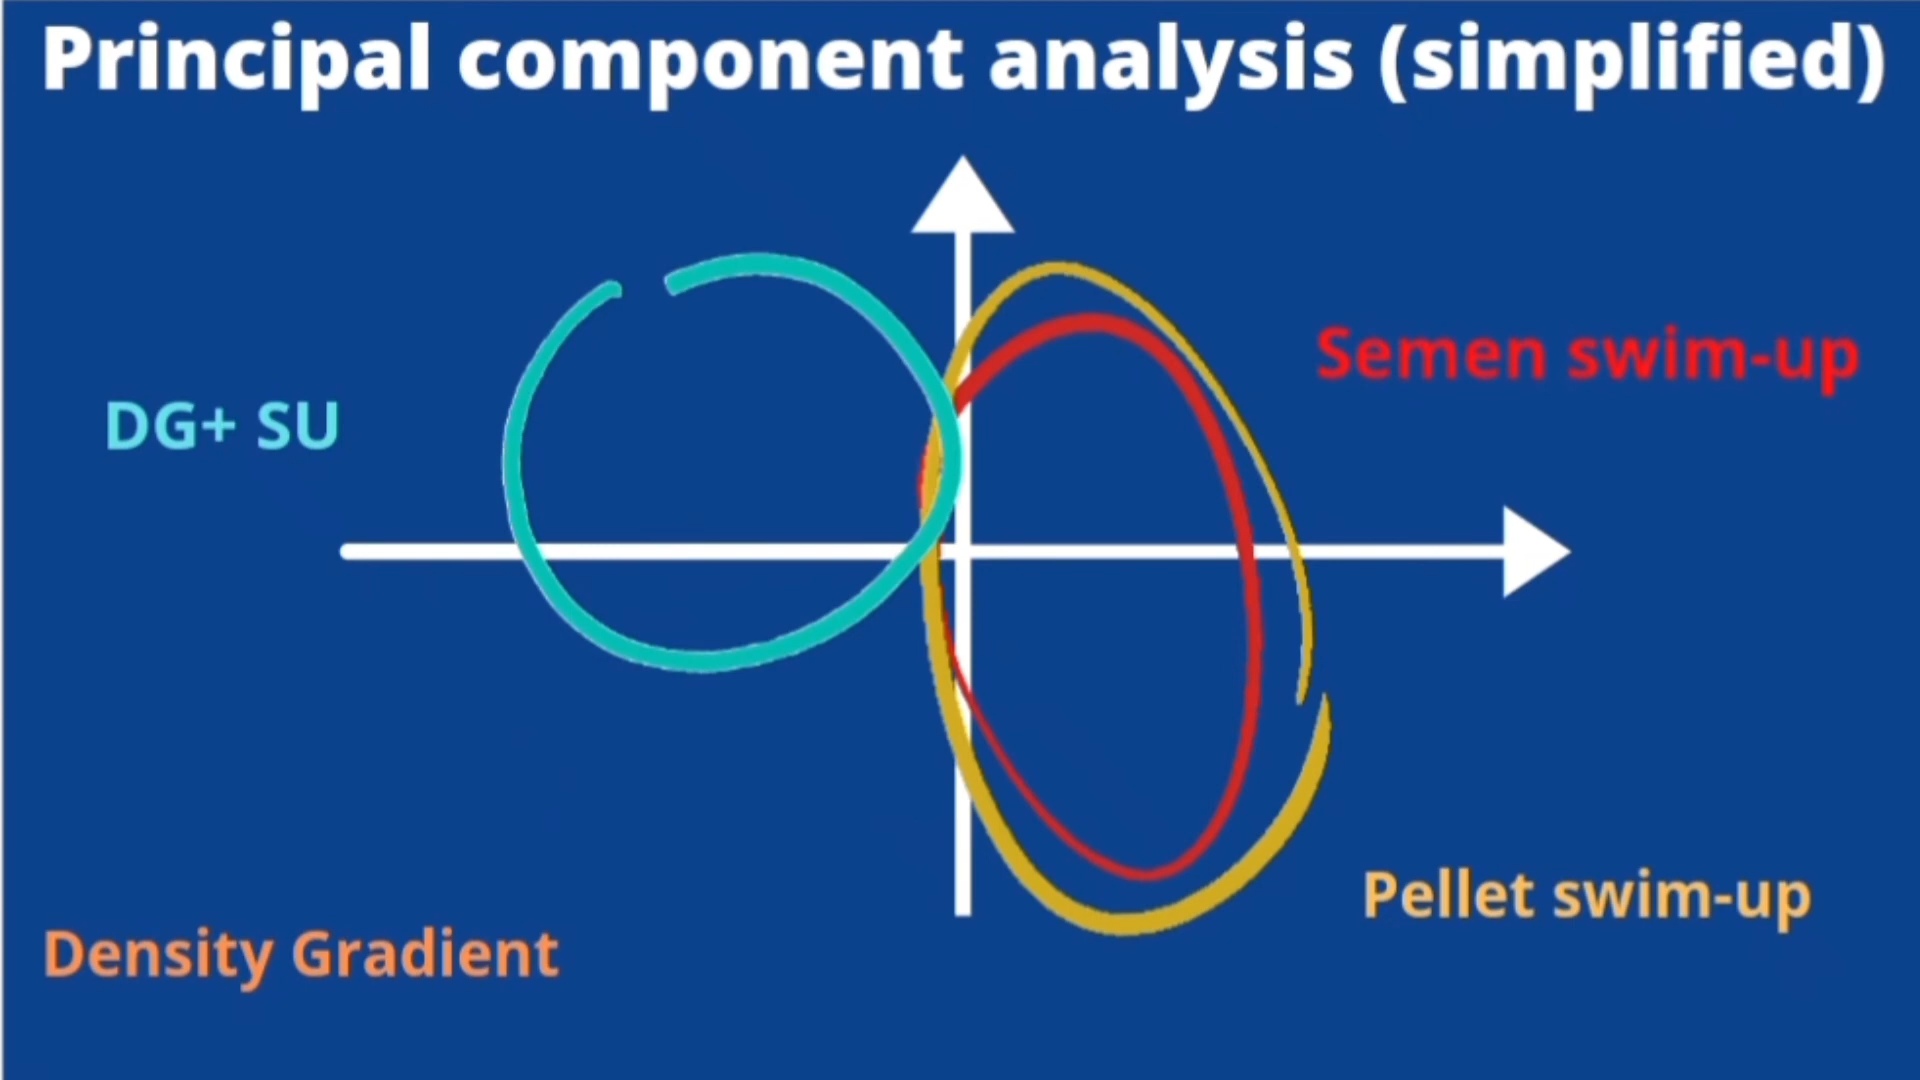 Principal component analysis (simplified)
Semen swim-up
DG+ SU
Pellet swim-up
Density Gradient